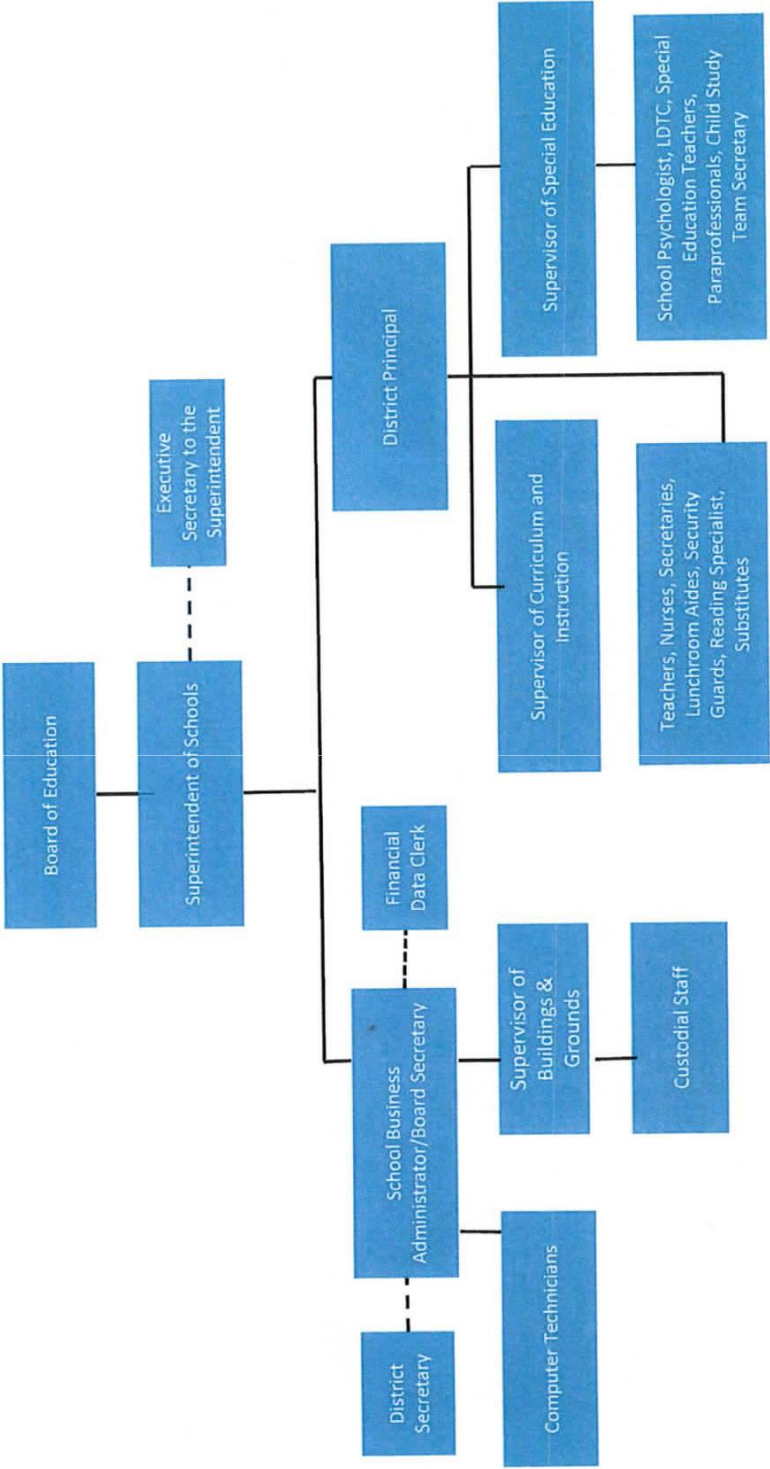 Board of Education
Superintendent of Schools
Executive
Secretary to the
Superintendent
District
Secretary
School Business
Administrator/Board Secretary
Financial
Data Clerk
District Principal
Computer Technicians
Supervisor of
Buildings &
Grounds
Supervisor of Curriculum and
Instruction
Supervisor of Special Education
Custodial Staff
Teachers, Nurses, Secretaries,
Lunchroom Aides, Security
Guards, Reading Specialist,
Substitutes
School Psychologist, LDTC, Special
Education Teachers,
Paraprofessionals, Child Study
Team Secretary